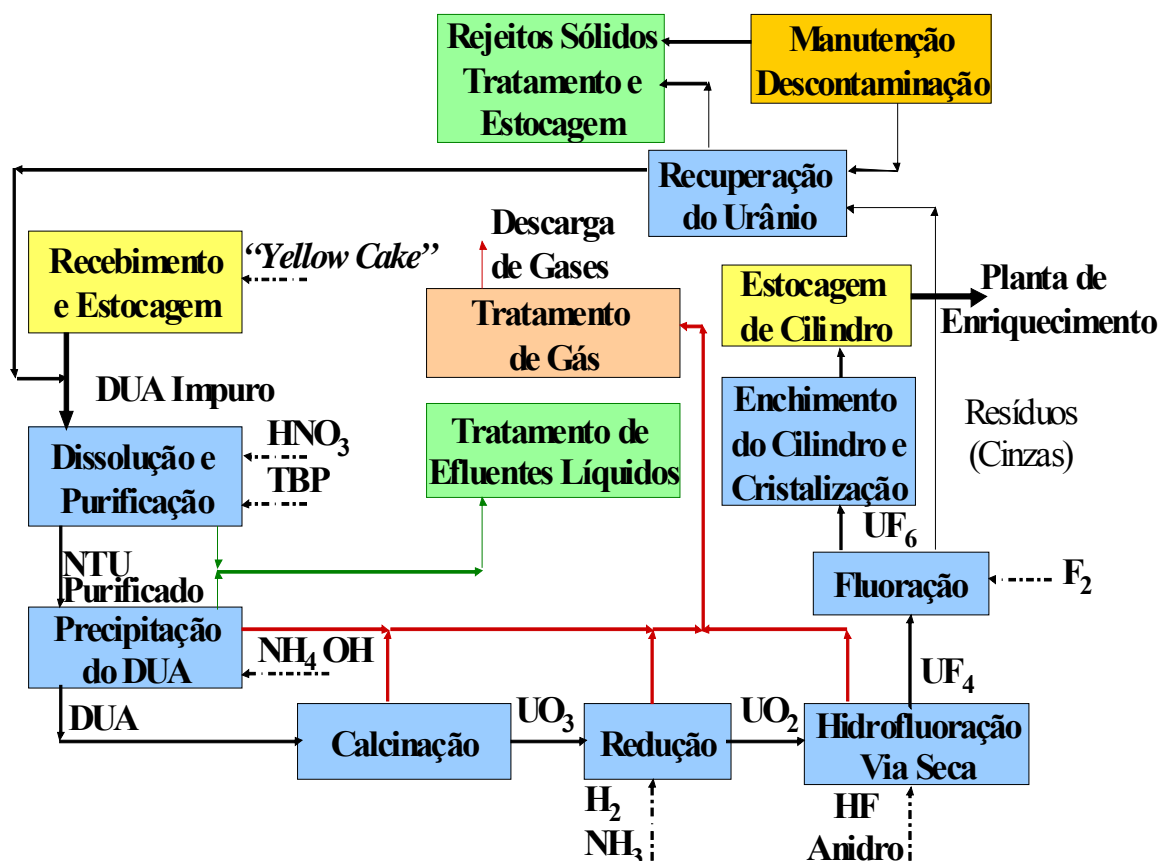 Rejeitos Sólidos
Tratamento e
Estocagem
Manutenção
Descontaminação
Recuperação
do Urânio
Descarga
de Gases
Recebimento
e Estocagem
“Yellow Cake”
Tratamento
de Gás
Estocagem
de Cilindro
Planta de
Enriquecimento
DUA Impuro
Dissolução e
Purificação
HNO3
TBP
Tratamento de
Efluentes Líquidos
Enchimento
do Cilindro e
Cristalização
Resíduos
(Cinzas)
UF6
NTU
Purificado
Fluoração
F2
Precipitação
do DUA
NH4 OH
UF4
DUA
Calcinação
UO3
Redução
UO2
Hidrofluoração
Via Seca
H2
NH3
HF
Anidro